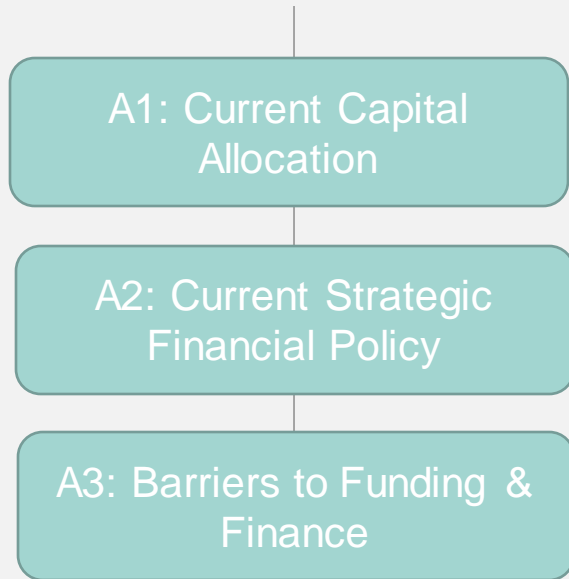 A1: Current Capital
Allocation
A2: Current Strategic
Financial Policy
A3: Barriers to Funding &
Finance